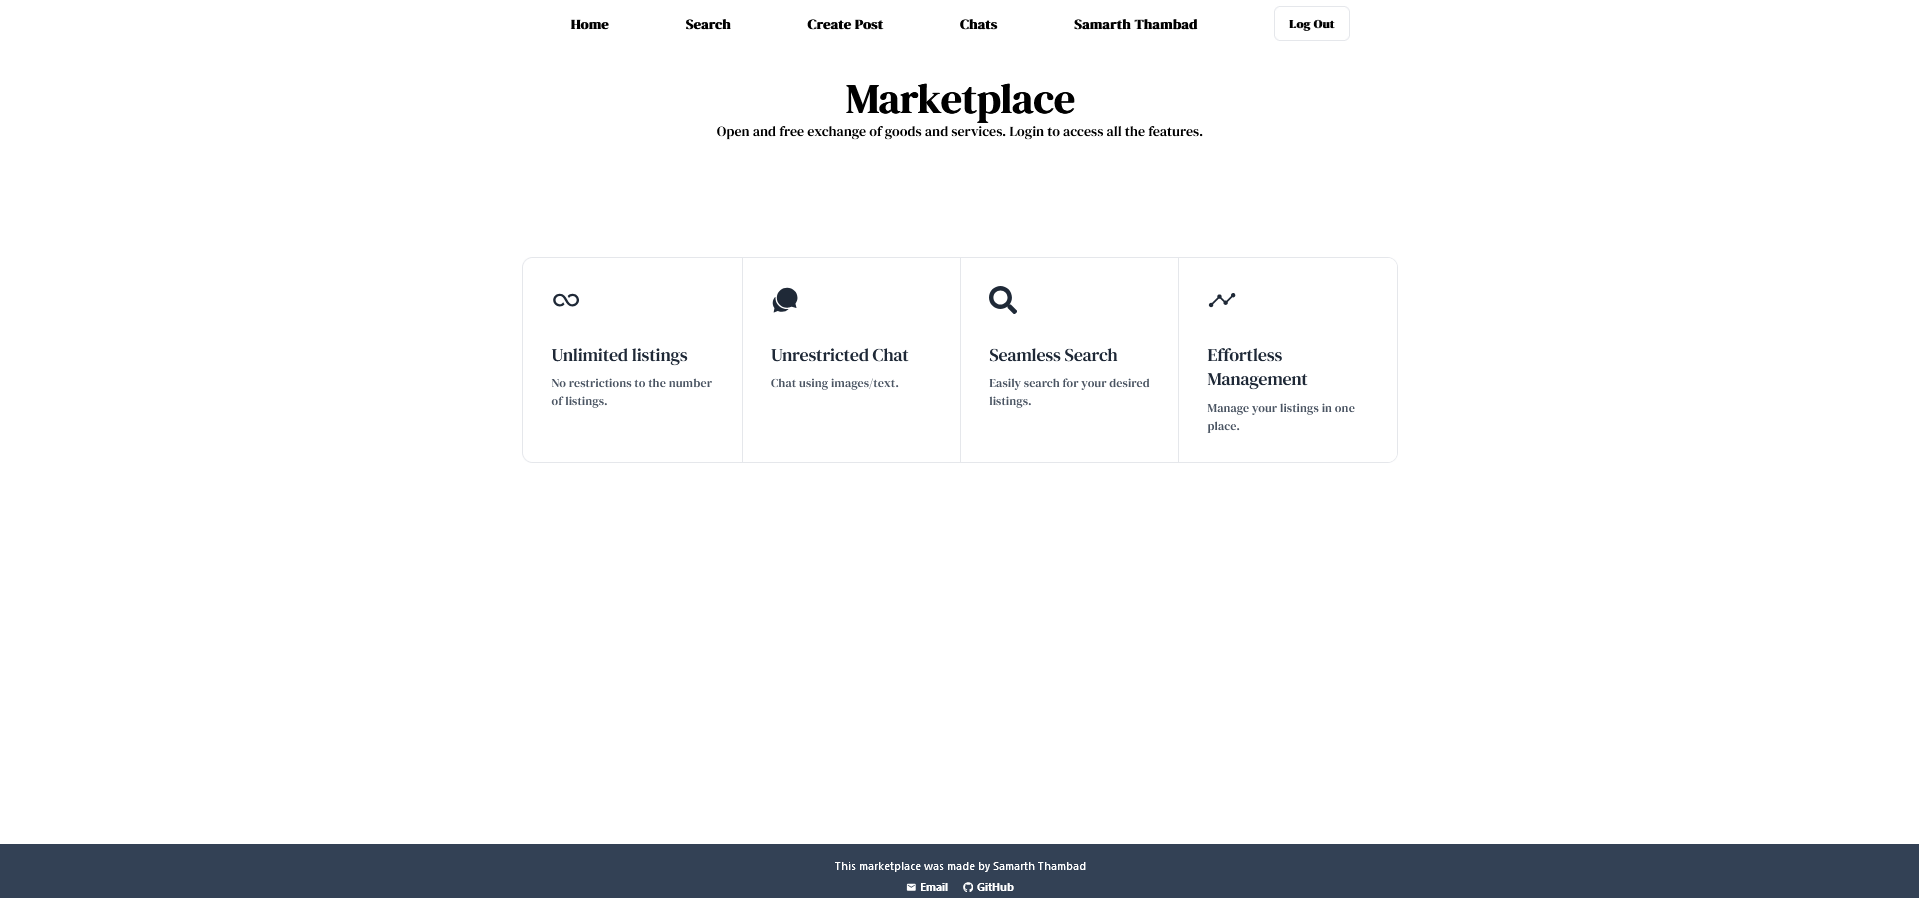 Home Search Create Post Chats Samarth Thambad Log Out
Marketplace
Open and free exchange of goods and services. Login to access all the features.
Unlimited listings
No restrictions to the number
of listings.
Unrestricted Chat
Chat using images/text.
Seamless Search
Easily search for your desired
listings.
Effortless
Management
Manage your listings in one
place.
This marketplace was made by Samarth Thambad
Email GitHub